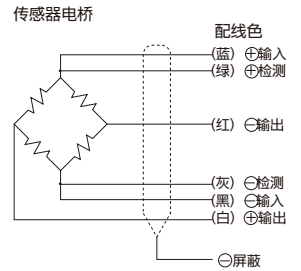 传感器电桥
配线色
(蓝) ⊕输入
(绿) ⊕检测
(红) ⊖输出
(灰) ⊖检测
(黑) ⊖输入
(白) ⊕输出
⊖屏蔽